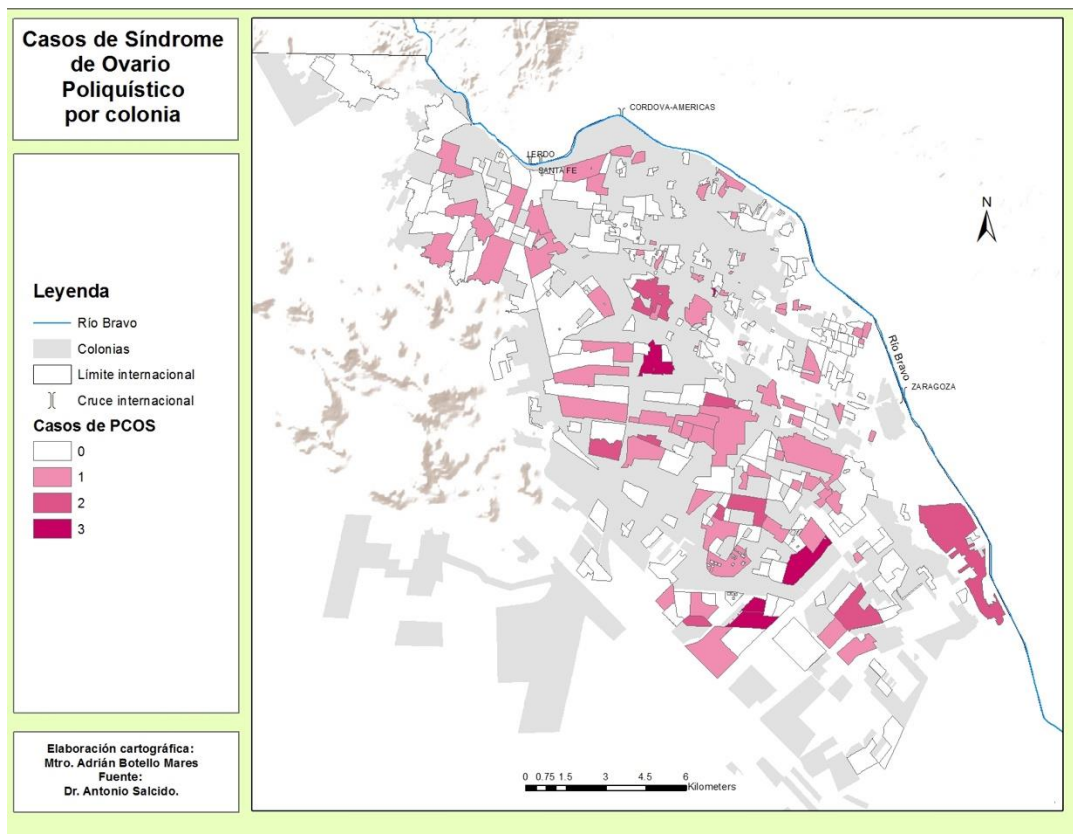 Casos de Síndrome
de Ovario
Poliquístico
por colonia
Leyenda
Río Bravo
Colonias
Límite internacional
Cruce internacional
Casos de PCOS
0
1
2
3
Elaboración cartográfica:
Mtro. Adrián Botello Mares
Fuente:
Dr. Antonio Salcido.
CORDOVA-AMERICAS
LERDO
SANTA FE
N
Río Bravo
ZARAGOZA
0 0.75 1.5 3 4.5 6
Kilometers